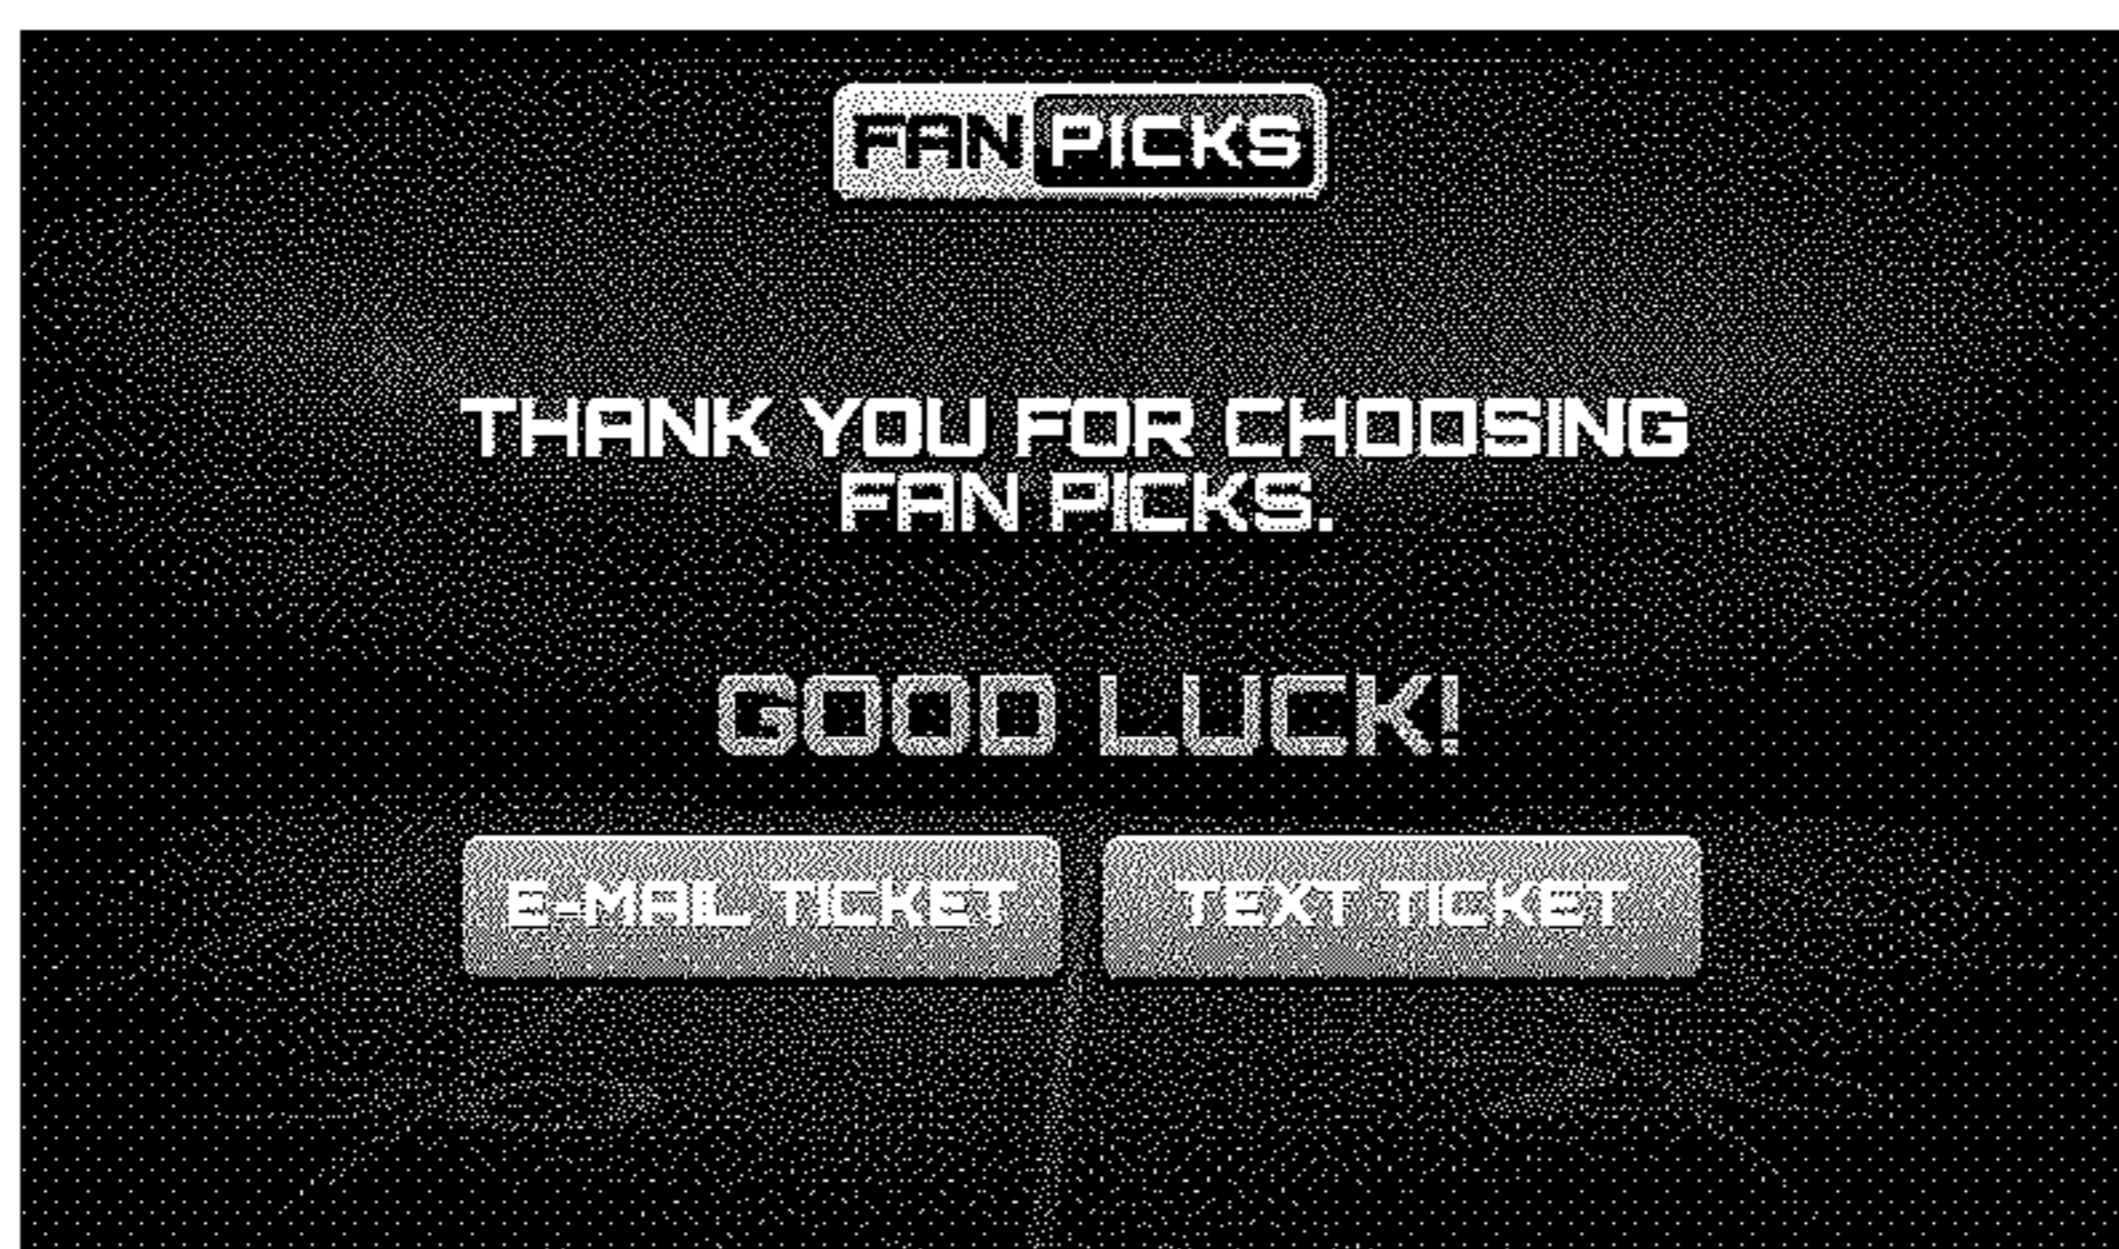 FAN PICKS
THANK YOU FOR CHOOSING
FAN PICKS.
GOOD LUCK!
E-MAIL TICKET
TEXT TICKET